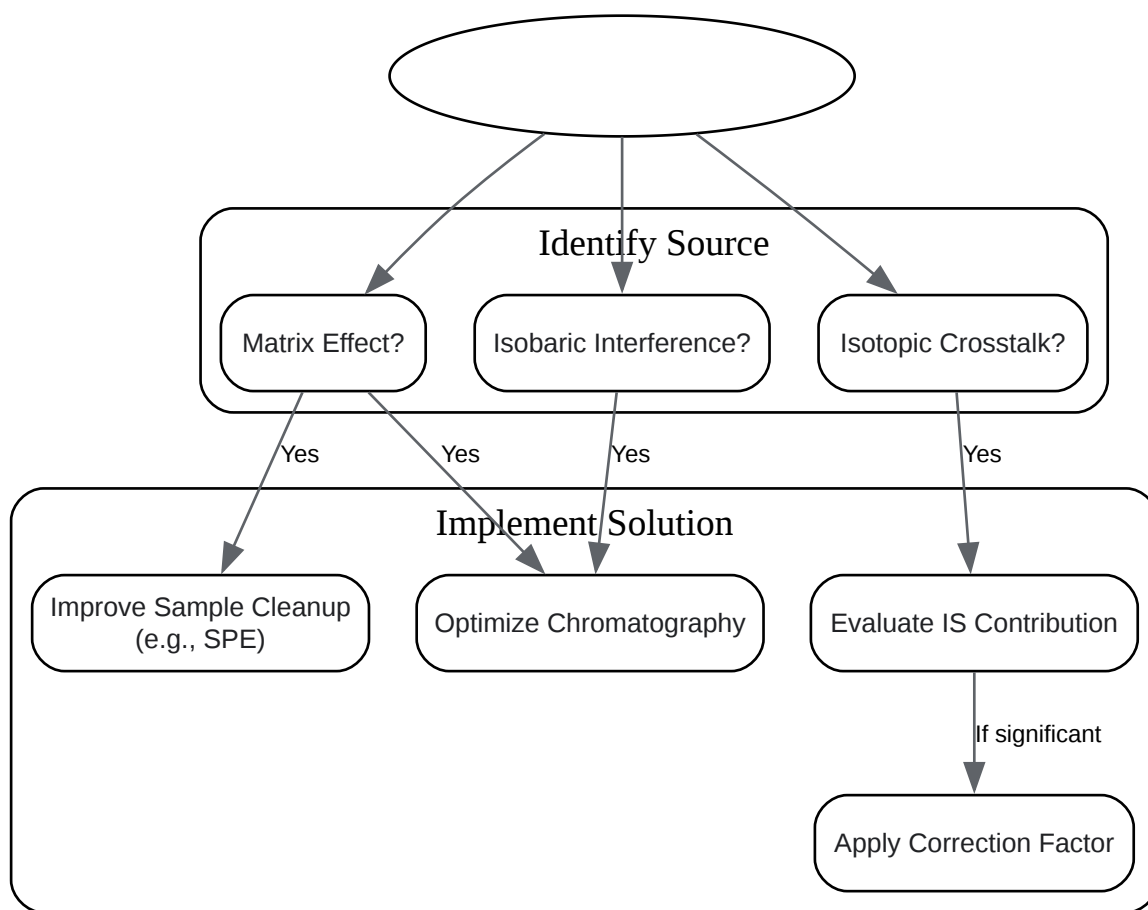 Identify Source
Matrix Effect?
Isobaric Interference?
Isotopic Crosstalk?
Yes
Yes
Yes
Yes
Implement Solution
Improve Sample Cleanup
(e.g., SPE)
Optimize Chromatography
Evaluate IS Contribution
If significant
Apply Correction Factor